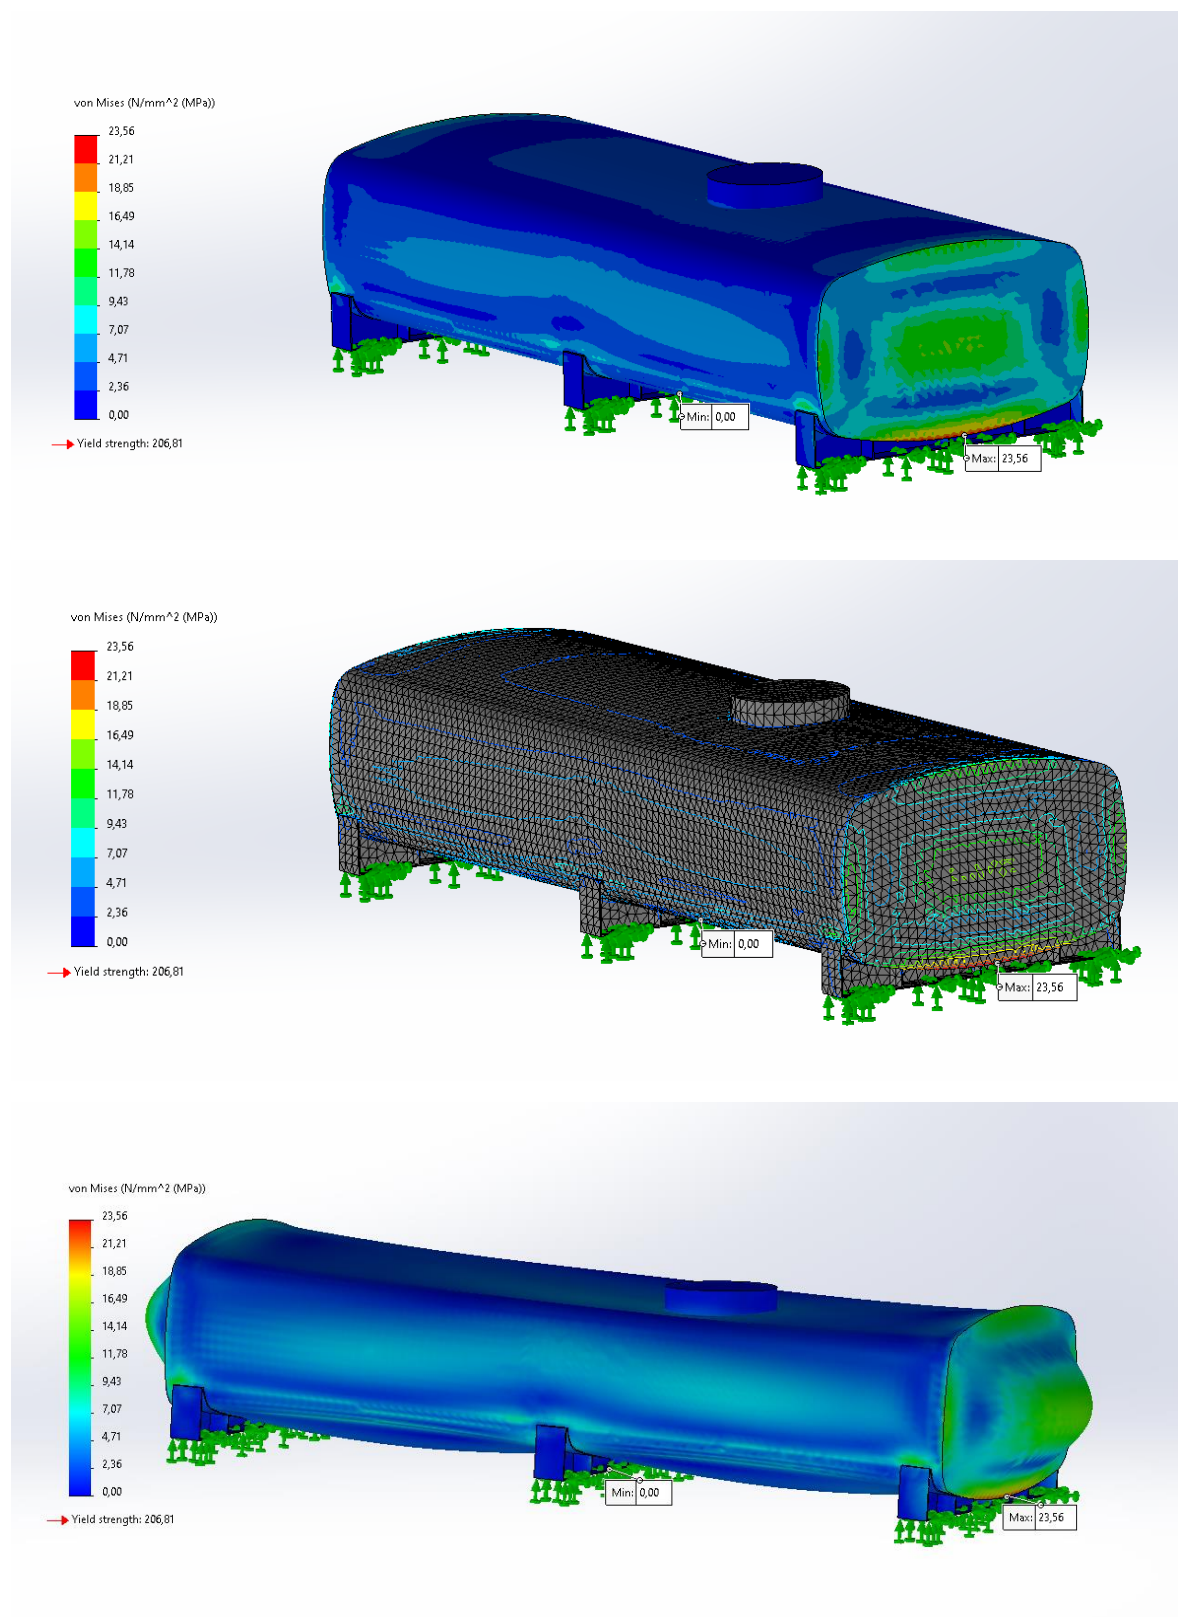 von Mises (N/mm^2 (MPa))
23,56
21,21
18,85
16,49
14,14
11,78
9,43
7,07
4,71
2,36
0,00
Yield strength: 206,81
Min: 0,00
Max: 23,56
von Mises (N/mm^2 (MPa))
23,56
21,21
18,85
16,49
14,14
11,78
9,43
7,07
4,71
2,36
0,00
Yield strength: 206,81
Min: 0,00
Max: 23,56
von Mises (N/mm^2 (MPa))
23,56
21,21
18,85
16,49
14,14
11,78
9,43
7,07
4,71
2,36
0,00
Yield strength: 206,81
Min: 0,00
Max: 23,56